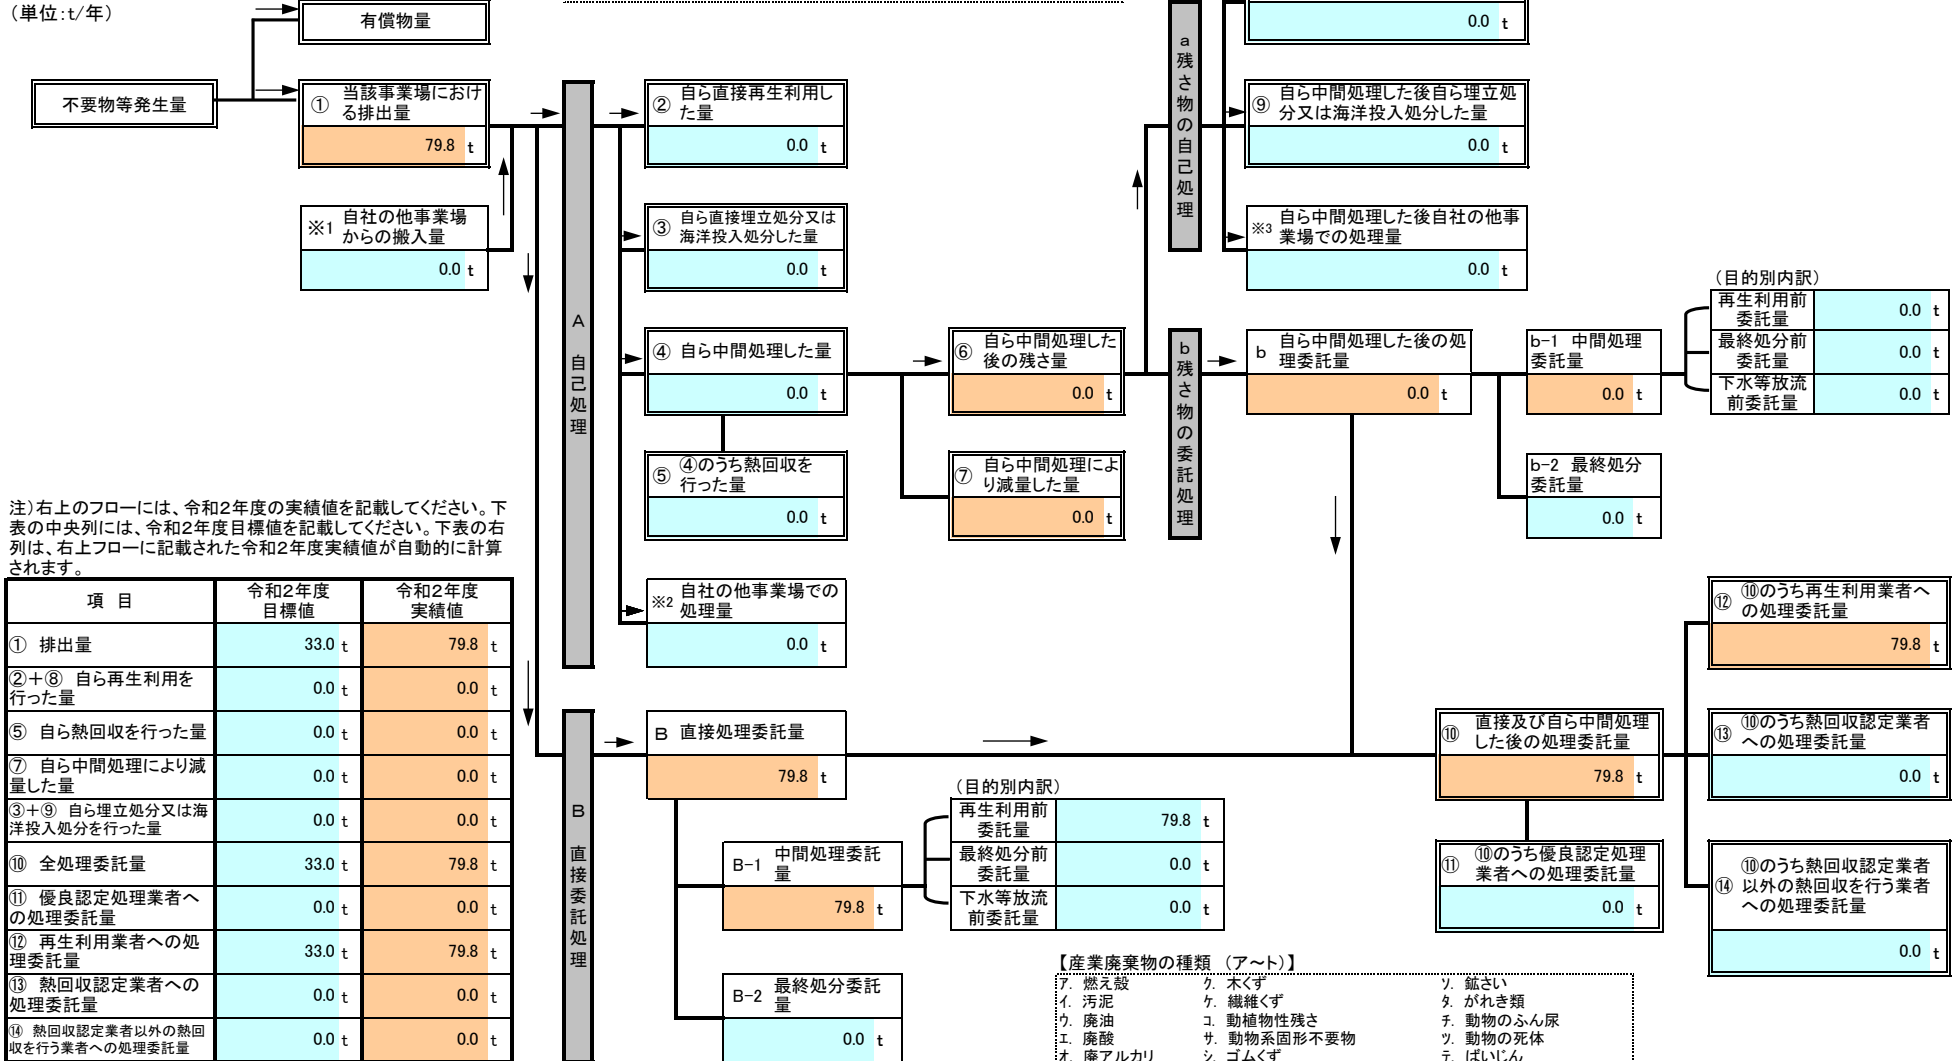 （単位：t/年）
有償物量
不要物等発生量
① 当該事業場におけ
る排出量
79.8 t
※1 自社の他事業場
からの搬入量
0.0 t
A 自己処理
② 自ら直接再生利用し
た量
0.0 t
③ 自ら直接埋立処分又は
海洋投入処分した量
0.0 t
④ 自ら中間処理した量
0.0 t
⑤ ④のうち熱回収を
行った量
0.0 t
※2 自社の他事業場での
処理量
0.0 t
⑥ 自ら中間処理した
後の残さ量
0.0 t
⑦ 自ら中間処理によ
り減量した量
0.0 t
a 残さ物の自己処理
0.0 t
⑨ 自ら中間処理した後自ら埋立処
分又は海洋投入処分した量
0.0 t
※3 自ら中間処理した後自社の他事
業場での処理量
0.0 t
b 残さ物の委託処理
b 自ら中間処理した後の処
理委託量
0.0 t
b-1 中間処理
委託量
0.0 t
b-2 最終処分
委託量
0.0 t
（目的別内訳）
再生利用前
委託量
0.0 t
最終処分前
委託量
0.0 t
下水等放流
前委託量
0.0 t
注）右上のフローには、令和２年度の実績値を記載してください。下
表の中央列には、令和２年度目標値を記載してください。下表の右
列は、右上フローに記載された令和２年度実績値が自動的に計算
されます。
項 目
令和２年度
目標値
令和２年度
実績値
① 排出量 33.0 t 79.8 t
②＋⑧ 自ら再生利用を
行った量 0.0 t 0.0 t
⑤ 自ら熱回収を行った量 0.0 t 0.0 t
⑦ 自ら中間処理により減
量した量 0.0 t 0.0 t
③＋⑨ 自ら埋立処分又は海
洋投入処分を行った量 0.0 t 0.0 t
⑩ 全処理委託量 33.0 t 79.8 t
⑪ 優良認定処理業者へ
の処理委託量 0.0 t 0.0 t
⑫ 再生利用業者への処
理委託量 33.0 t 79.8 t
⑬ 熱回収認定業者への
処理委託量 0.0 t 0.0 t
⑭ 熱回収認定業者以外の熱回
収を行う業者への処理委託量 0.0 t 0.0 t
B 直接委託処理
B 直接処理委託量
79.8 t
B-1 中間処理委託
量
79.8 t
B-2 最終処分委託
量
0.0 t
（目的別内訳）
再生利用前
委託量
79.8 t
最終処分前
委託量
0.0 t
下水等放流
前委託量
0.0 t
⑩ 直接及び自ら中間処理
した後の処理委託量
79.8 t
⑪ ⑩のうち優良認定処理
業者への処理委託量
0.0 t
⑫ ⑩のうち再生利用業者へ
の処理委託量
79.8 t
⑬ ⑩のうち熱回収認定業者
への処理委託量
0.0 t
⑭ ⑩のうち熱回収認定業者
以外の熱回収を行う業者
への処理委託量
0.0 t
【産業廃棄物の種類 （ア～ト）】
ｱ. 燃え殻 ｸ. 木くず ｿ. 鉱さい
ｲ. 汚泥 ｹ. 繊維くず ﾀ. がれき類
ｳ. 廃油 ｺ. 動植物性残さ ﾁ. 動物のふん尿
ｴ. 廃酸 ｻ. 動物系固形不要物 ﾂ. 動物の死体
ｵ. 廃アルカリ ｼ. ゴムくず ﾃ. ばいじん